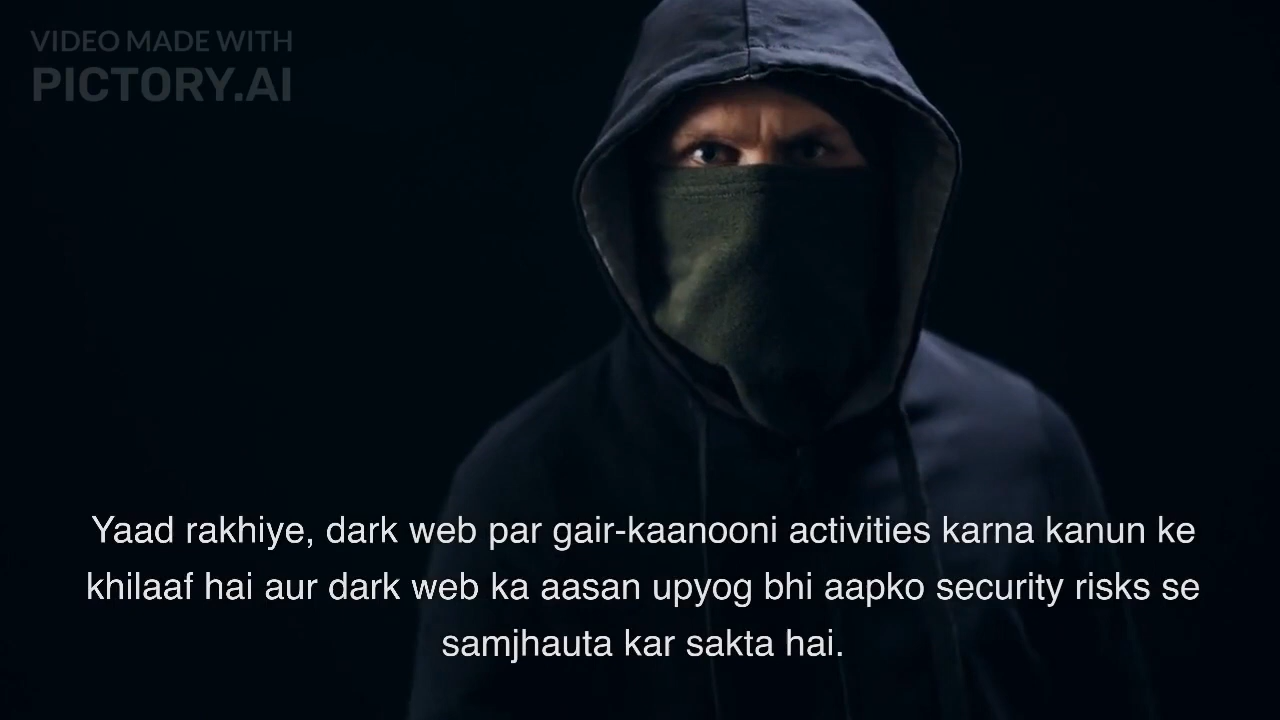 VIDEO MADE WITH
PICTORY.AI
Yaad rakhiye, dark web par gair-kaanooni activities karna kanun ke
khilaaf hai aur dark web ka aasan upyog bhi aapko security risks se
samjhauta kar sakta hai.